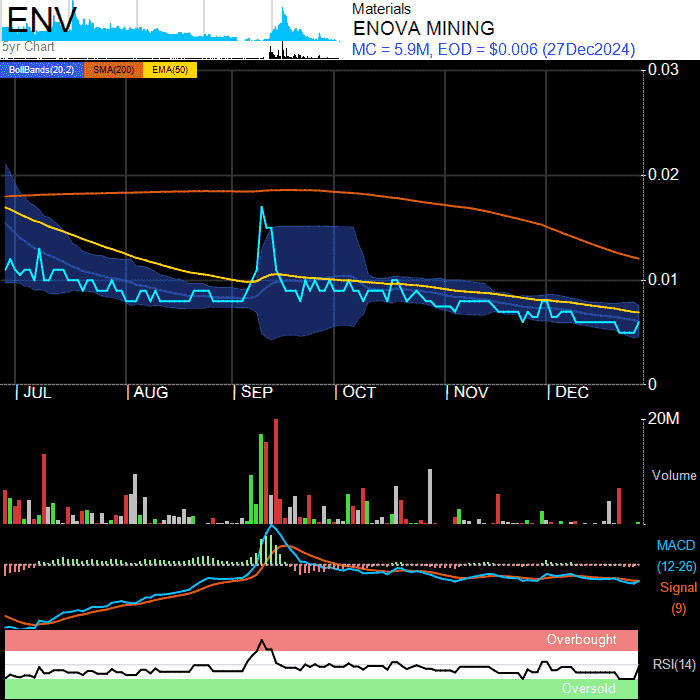 ENV
5yr Chart
Materials
ENOVA MINING
MC = 5.9M, EOD = $0.006 (27Dec2024)
BollBands(20,2) SMA(200) EMA(50)
0.03
0.02
0.01
0
JUL AUG SEP OCT NOV DEC
20M
Volume
MACD
(12-26)
Signal
(9)
Overbought
RSI(14)
Oversold